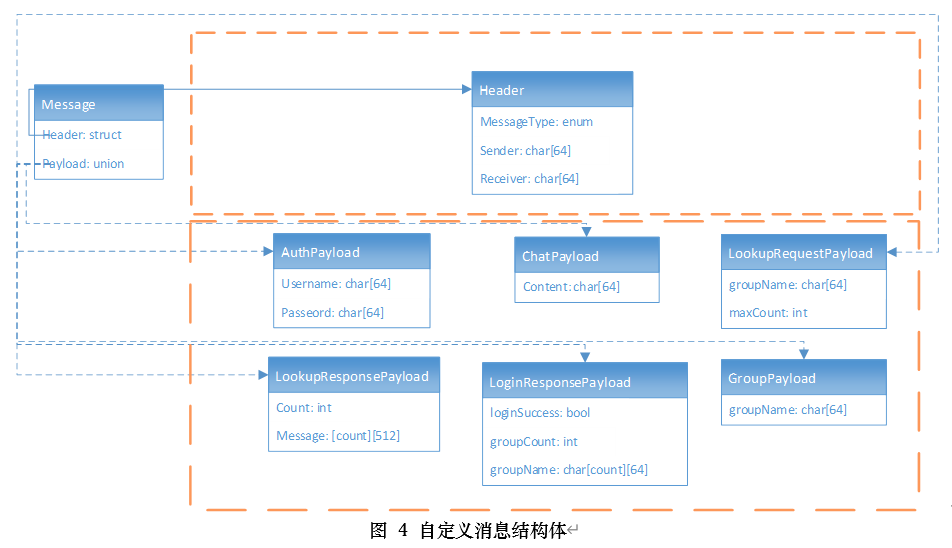 Message
Header: struct
Payload: union
Header
MessageType: enum
Sender: char[64]
Receiver: char[64]
AuthPayload
Username: char[64]
Passeord: char[64]
ChatPayload
Content:char[64]
LookupRequestPayload
groupName: char[64]
maxCount: int
LookupResponsePayload
Count: int
Message: [count][512]
LoginResponsePayload
loginSuccess: bool
groupCount: int
groupName: char[count][64]
GroupPayload
groupName: char[64]
图 4 自定义消息结构体↵